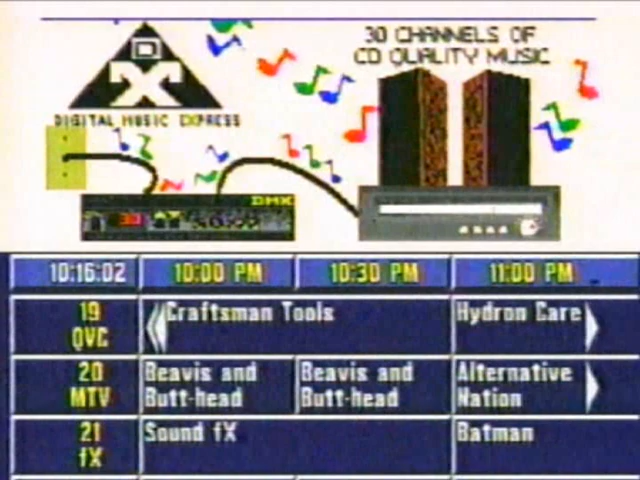 30 CHANNELS OF
CD QUALITY MUSIC
D
X
DIGITAL MUSIC EXPRESS
DMX
30
10:16:02 10:00 PM 10:30 PM 11:00 PM
19 Craftsman Tools Hydron Care
QVC
20 Beavis and Beavis and Alternative
MTV Butt-head Butt-head Nation
21 Sound fX Batman
fX